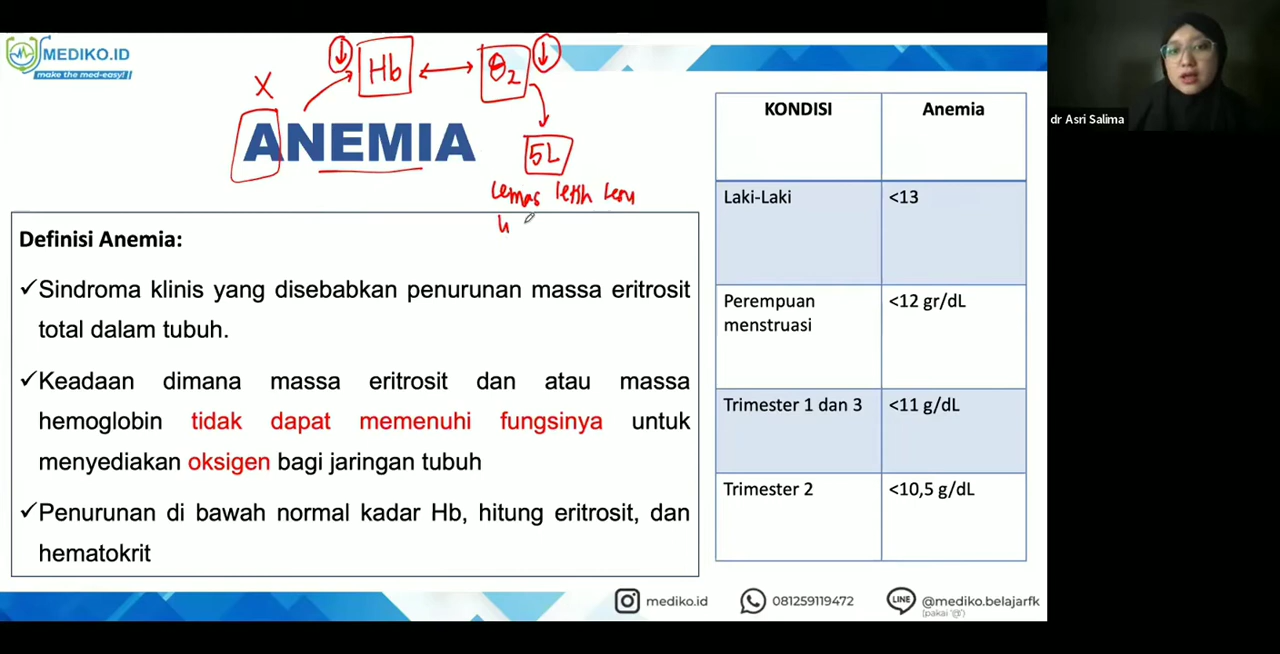 MEDIKO.ID
make the med-easy!
X
↓ Hb ↔ O2 ↓
ANEMIA
5L
lemas letih lesu
Definisi Anemia:
✓Sindroma klinis yang disebabkan penurunan massa eritrosit
total dalam tubuh.
✓Keadaan dimana massa eritrosit dan atau massa
hemoglobin tidak dapat memenuhi fungsinya untuk
menyediakan oksigen bagi jaringan tubuh
✓Penurunan di bawah normal kadar Hb, hitung eritrosit, dan
hematokrit
KONDISI Anemia
Laki-Laki <13
Perempuan <12 gr/dL
menstruasi
Trimester 1 dan 3 <11 g/dL
Trimester 2 <10,5 g/dL
mediko.id 081259119472 LINE @mediko.belajarfk
(pakai '@')
dr Asri Salima